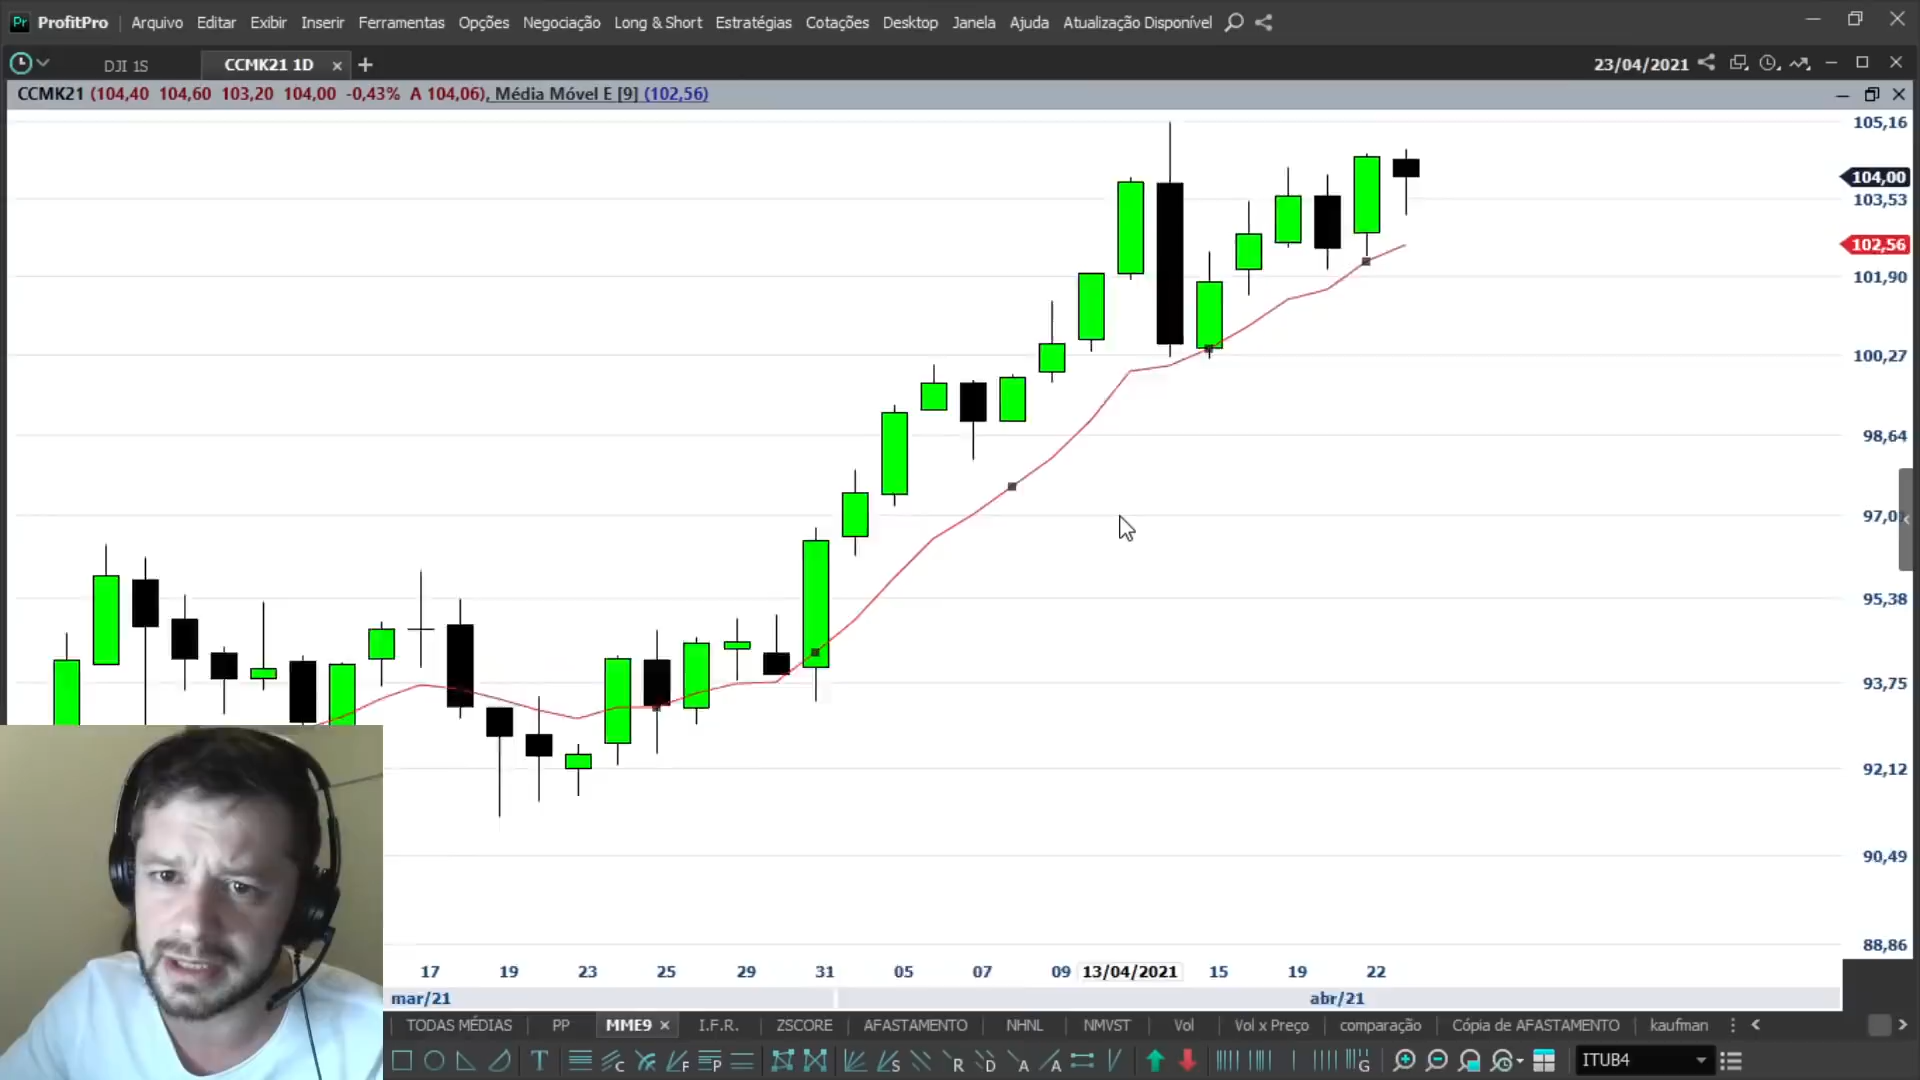 Pr ProfitPro Arquivo Editar Exibir Inserir Ferramentas Opções Negociação Long & Short Estratégias Cotações Desktop Janela Ajuda Atualização Disponível
DJI 1S CCMK21 1D 23/04/2021
CCMK21 (104,40 104,60 103,20 104,00 -0,43% A 104,06), Média Móvel E [9] (102,56)
105,16
104,00
103,53
102,56
101,90
100,27
98,64
97,0
95,38
93,75
92,12
90,49
88,86
17 19 23 25 29 31 05 07 09 13/04/2021 15 19 22
mar/21 abr/21
TODAS MÉDIAS PP MME9 I.F.R. ZSCORE AFASTAMENTO NHNL NMVST Vol Vol x Preço comparação Cópia de AFASTAMENTO kaufman
T C F P F S R D A A G ITUB4